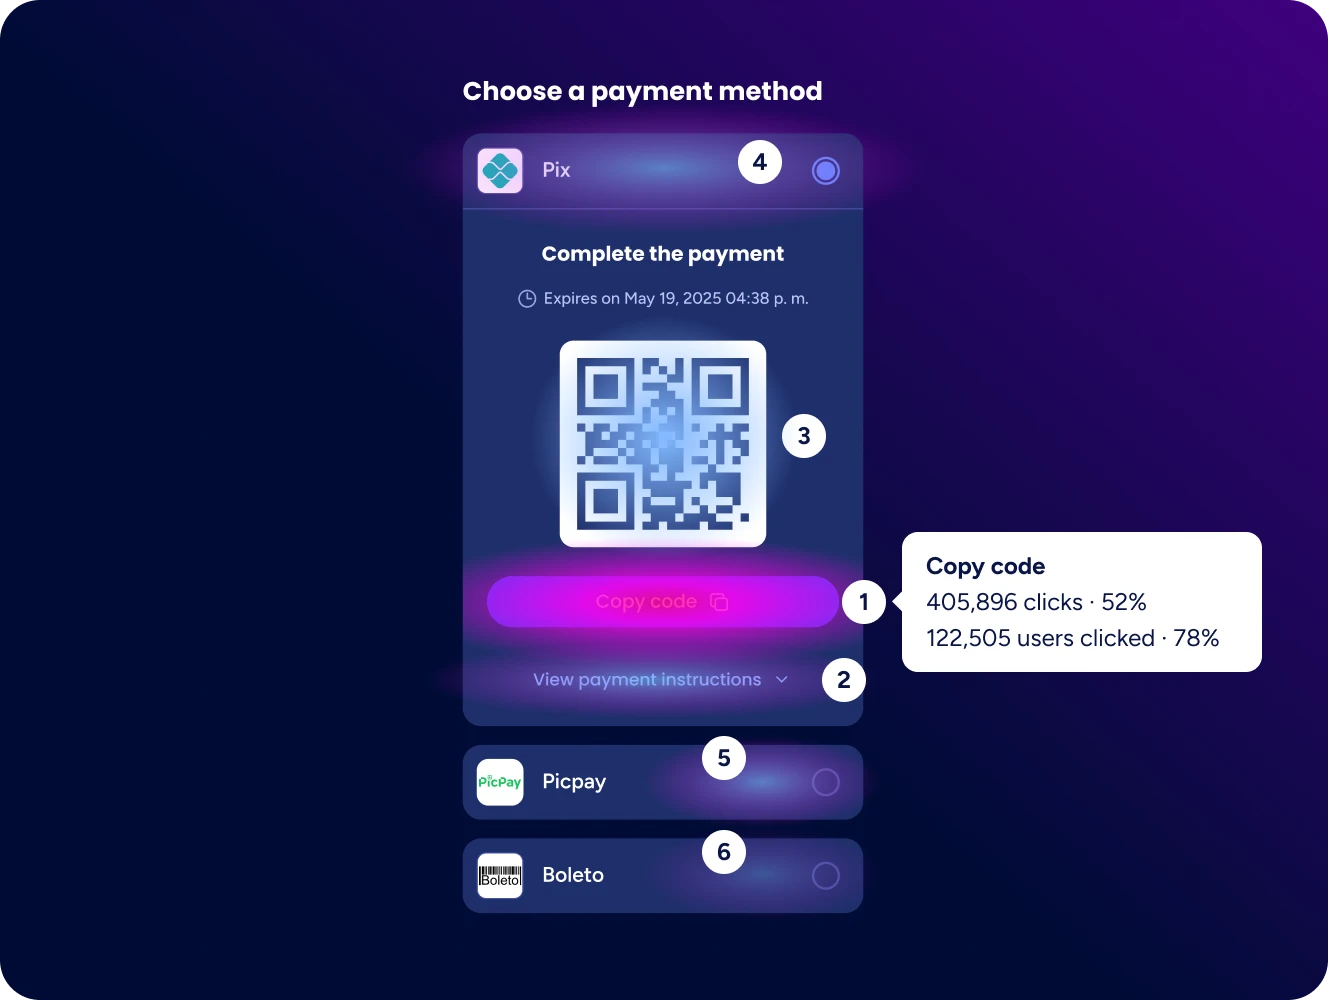 Choose a payment method
Pix
4
Complete the payment
Expires on May 19, 2025 04:38 p. m.
3
Copy code
1
Copy code
405,896 clicks · 52%
122,505 users clicked · 78%
View payment instructions
2
5
PicPay
Picpay
6
Boleto
Boleto